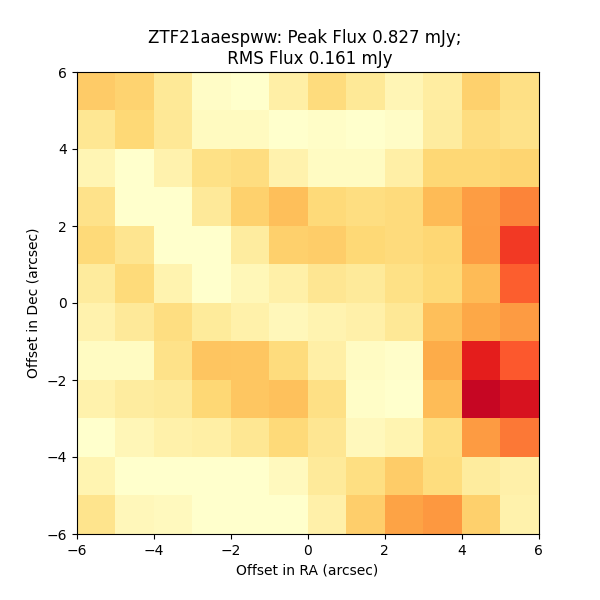 ZTF21aaespww: Peak Flux 0.827 mJy;
RMS Flux 0.161 mJy
6
4
2
0
−2
−4
−6
Offset in Dec (arcsec)
−6 −4 −2 0 2 4 6
Offset in RA (arcsec)